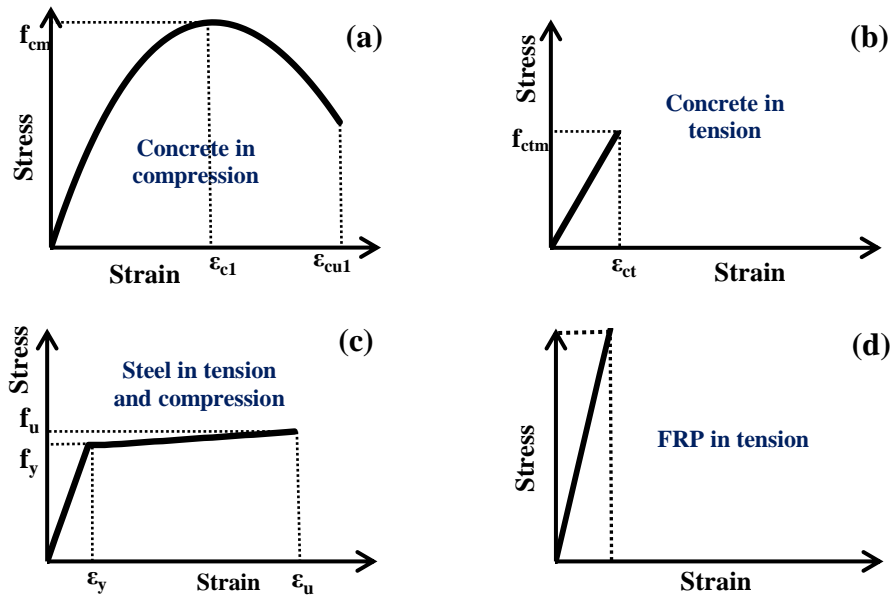 (a)
f_cm
Stress
Concrete in
compression
Strain
ε_c1
ε_cu1
(b)
Stress
Concrete in
tension
f_ctm
ε_ct
Strain
(c)
Stress
Steel in tension
and compression
f_u
f_y
ε_y
Strain
ε_u
(d)
FRP in tension
Stress
Strain